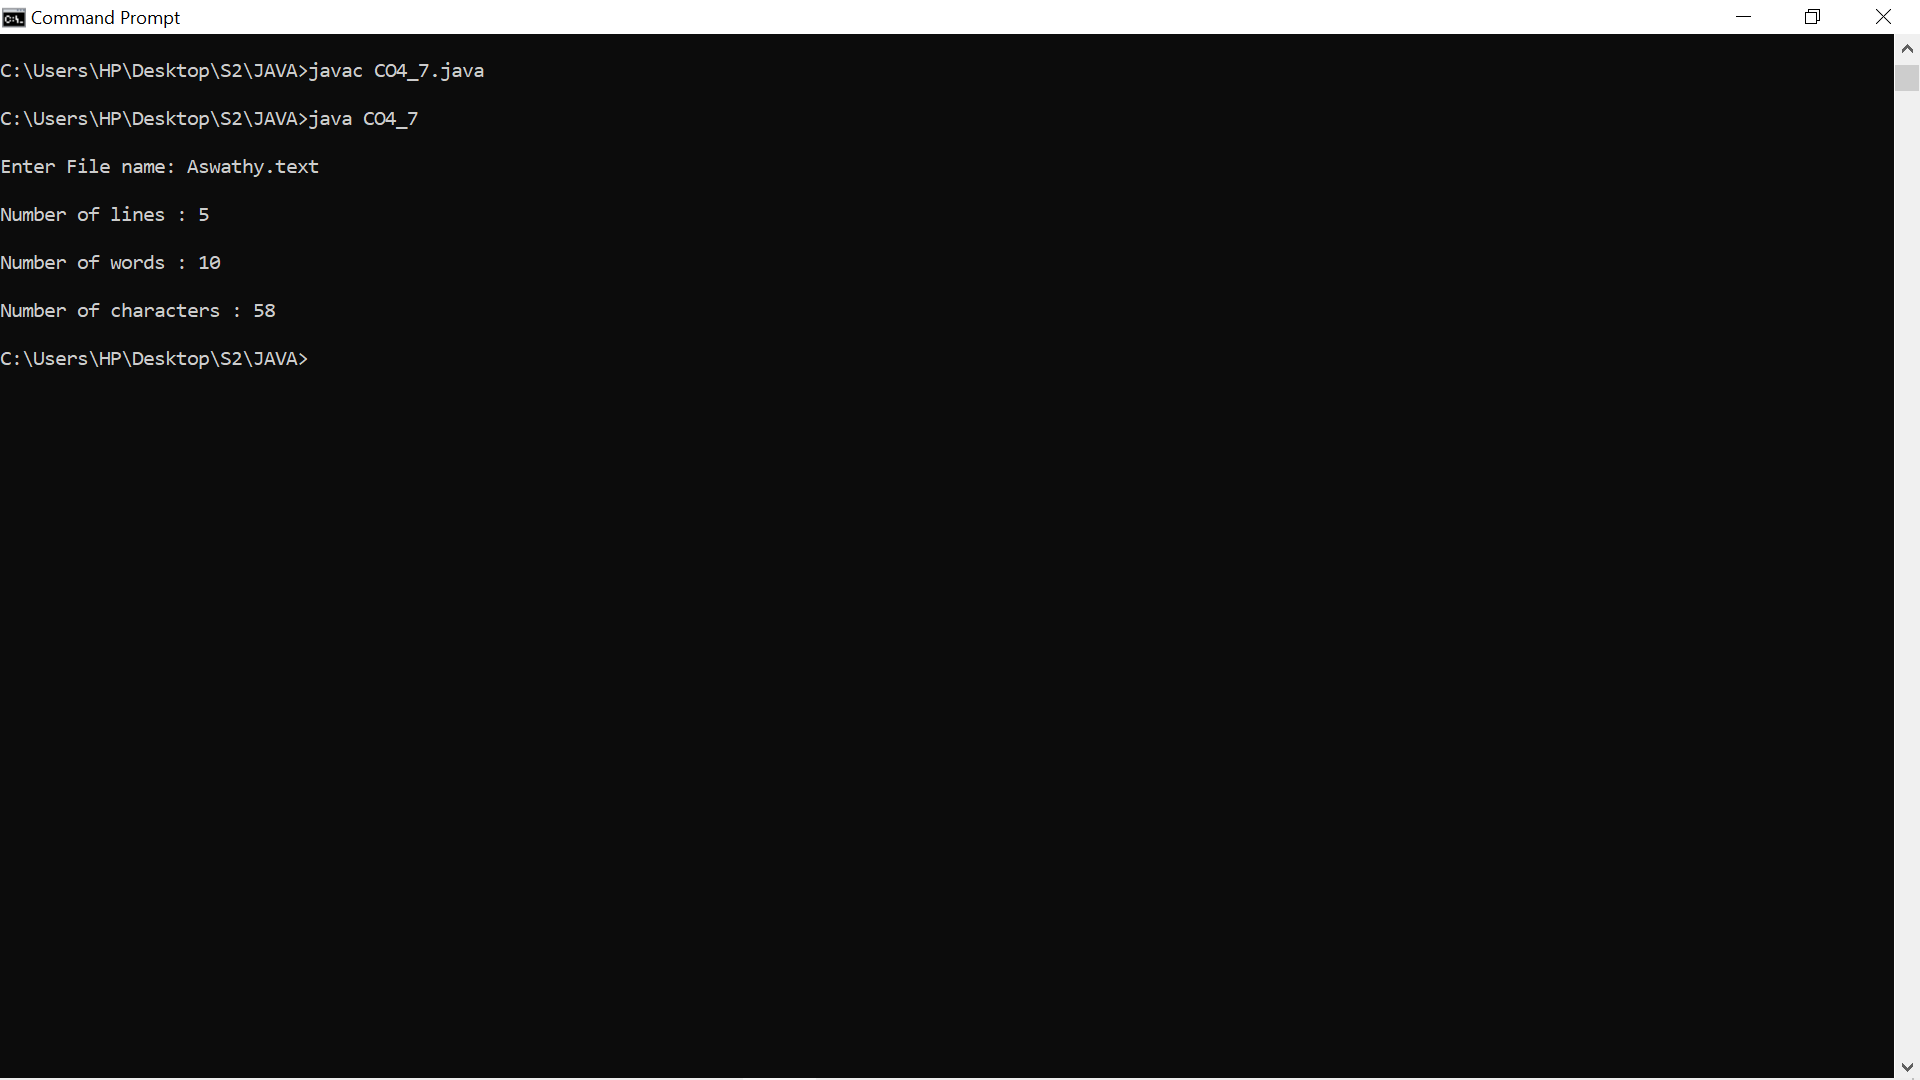 Command Prompt
C:\Users\HP\Desktop\S2\JAVA>javac CO4_7.java
C:\Users\HP\Desktop\S2\JAVA>java CO4_7
Enter File name: Aswathy.text
Number of lines : 5
Number of words : 10
Number of characters : 58
C:\Users\HP\Desktop\S2\JAVA>